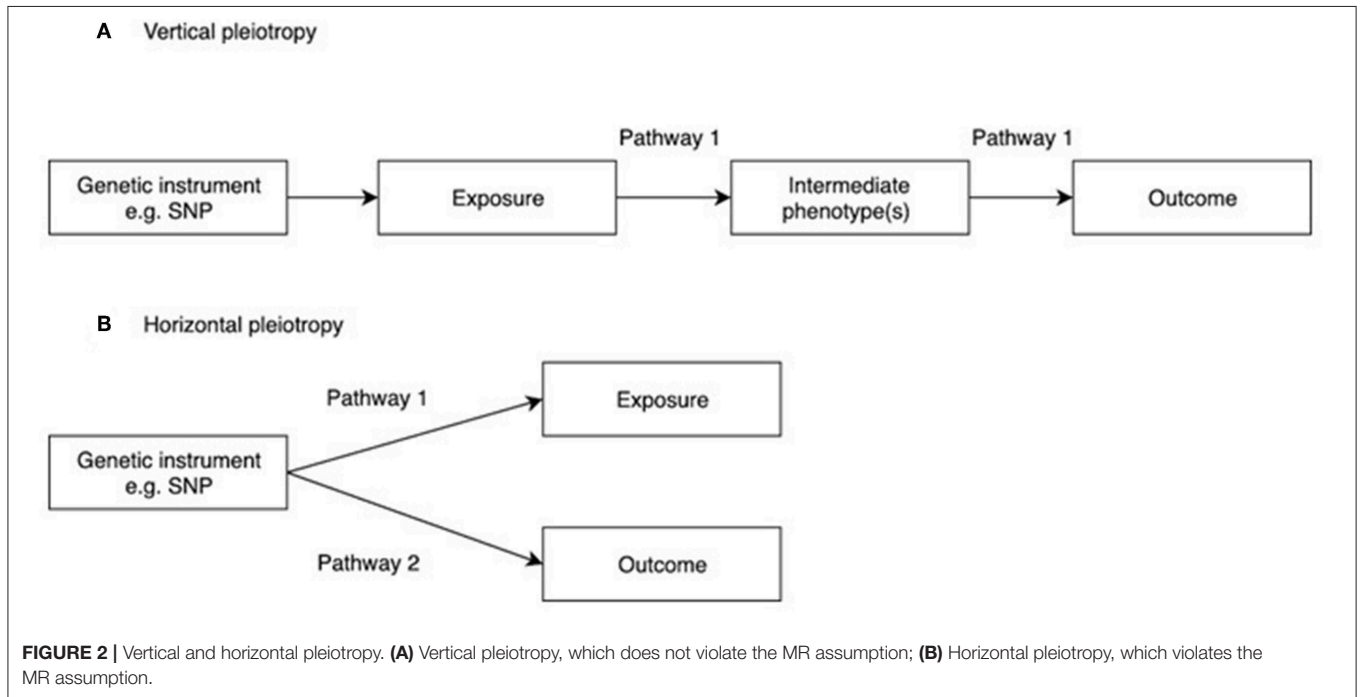 A Vertical pleiotropy
Pathway 1
Pathway 1
Genetic instrument
e.g. SNP
Exposure
Intermediate
phenotype(s)
Outcome
B Horizontal pleiotropy
Pathway 1
Exposure
Genetic instrument
e.g. SNP
Pathway 2
Outcome
FIGURE 2 | Vertical and horizontal pleiotropy. (A) Vertical pleiotropy, which does not violate the MR assumption; (B) Horizontal pleiotropy, which violates the
MR assumption.